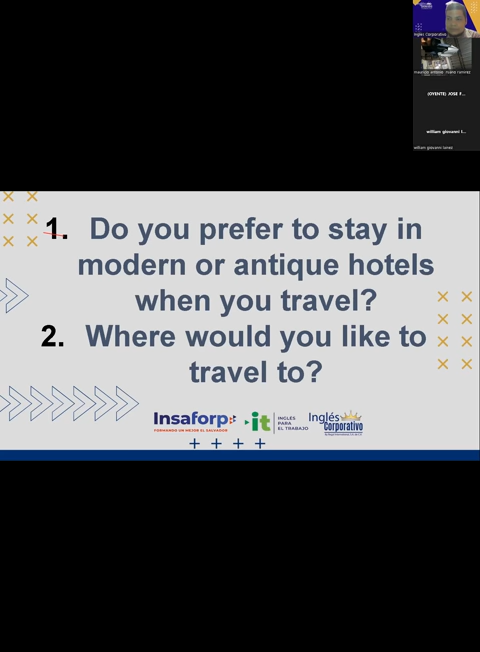 Inglés Corporativo
(OYENTE) JOSE F...
william giovanni l...
1. Do you prefer to stay in
modern or antique hotels
when you travel?
2. Where would you like to
travel to?
Insaforp
FORMANDO UN MEJOR EL SALVADOR
it
INGLÉS
PARA
EL TRABAJO
Inglés
Corporativo